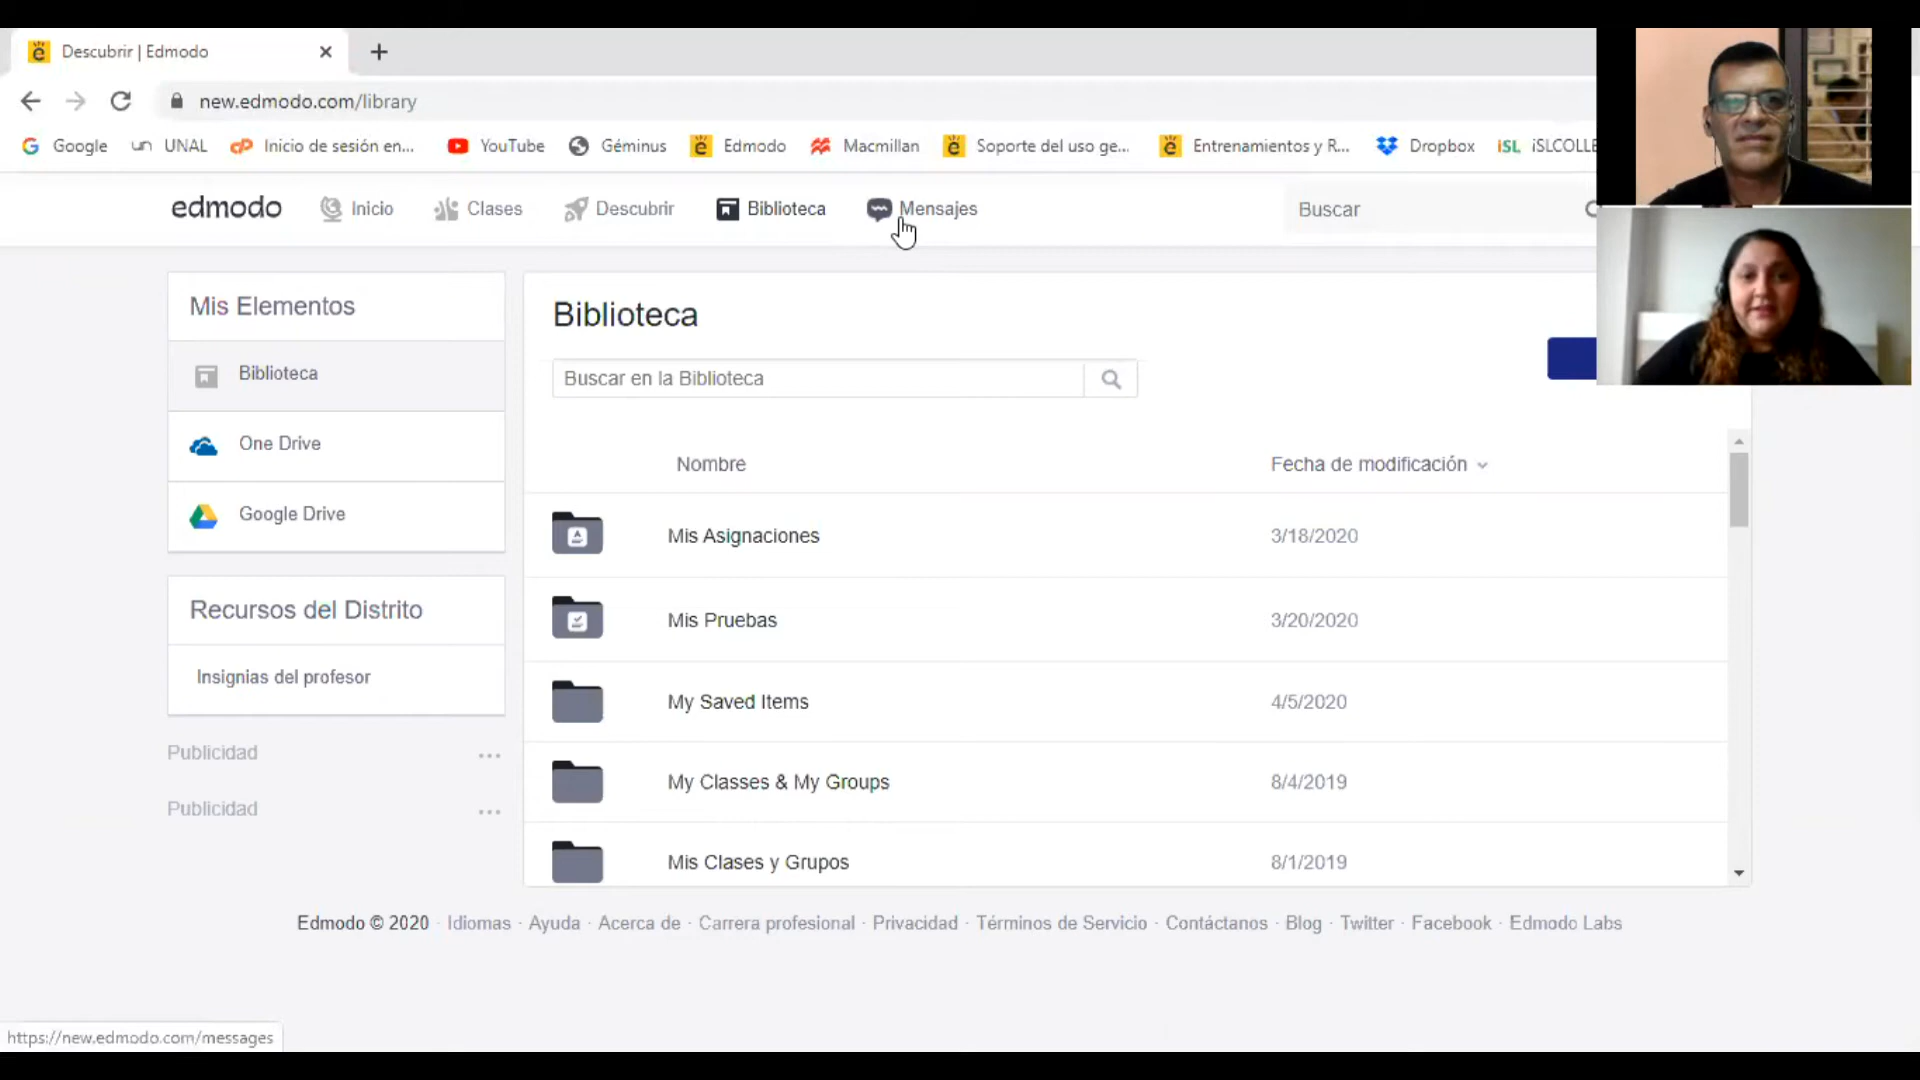 Descubrir | Edmodo
new.edmodo.com/library
Google UNAL Inicio de sesión en... YouTube Géminus Edmodo Macmillan Soporte del uso ge... Entrenamientos y R... Dropbox iSL iSLCOLLE
edmodo Inicio Clases Descubrir Biblioteca Mensajes Buscar
Mis Elementos
Biblioteca
One Drive
Google Drive
Recursos del Distrito
Insignias del profesor
Publicidad
Publicidad
Biblioteca
Buscar en la Biblioteca
Nombre Fecha de modificación
Mis Asignaciones 3/18/2020
Mis Pruebas 3/20/2020
My Saved Items 4/5/2020
My Classes & My Groups 8/4/2019
Mis Clases y Grupos 8/1/2019
Edmodo © 2020 · Idiomas · Ayuda · Acerca de · Carrera profesional · Privacidad · Términos de Servicio · Contáctanos · Blog · Twitter · Facebook · Edmodo Labs
https://new.edmodo.com/messages